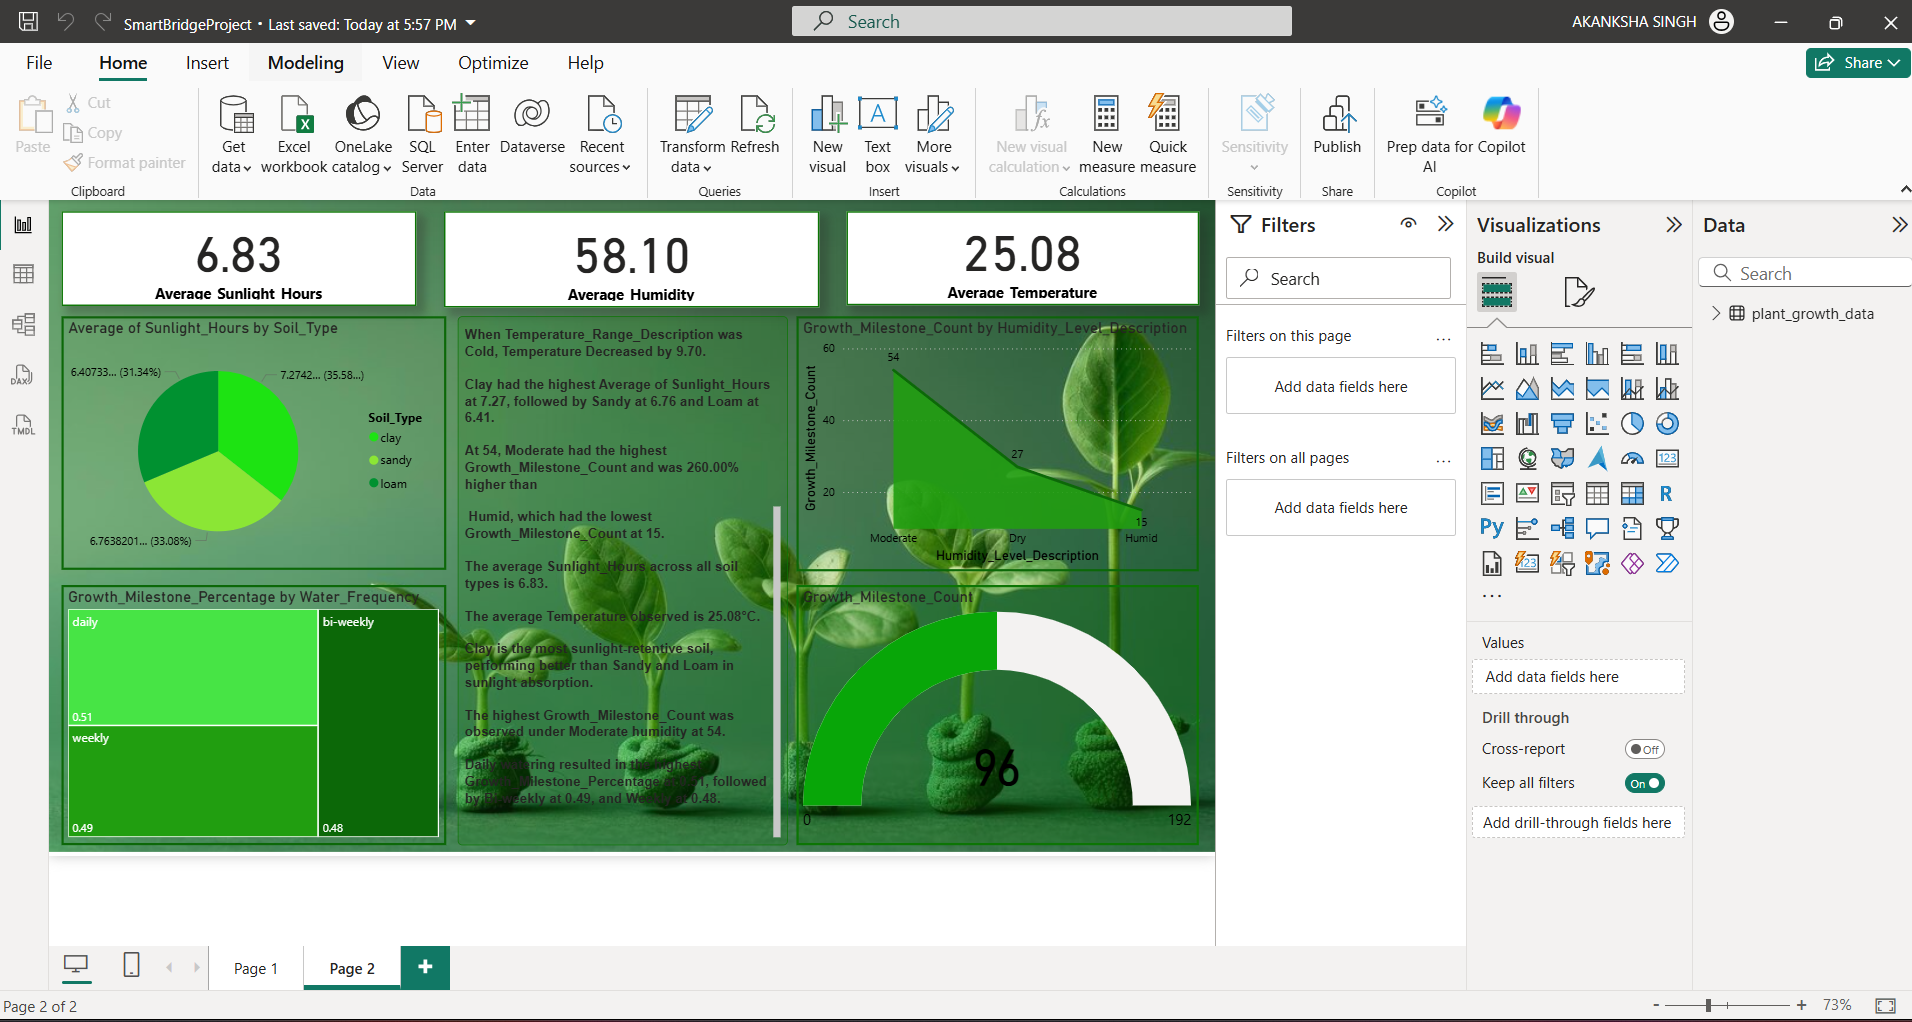 SmartBridgeProject • Last saved: Today at 5:57 PM
Search
AKANKSHA SINGH
File
Home
Insert
Modeling
View
Optimize
Help
Share
Paste
Cut
Copy
Format painter
Clipboard
Get data
Excel workbook
OneLake catalog
SQL Server
Enter data
Dataverse
Recent sources
Data
Transform data
Refresh
Queries
New visual
Text box
More visuals
Insert
New visual calculation
New measure
Quick measure
Calculations
Sensitivity
Sensitivity
Publish
Share
Prep data for AI
Copilot
Copilot
DAX
TMDL
6.83
Average Sunlight Hours
58.10
Average Humidity
25.08
Average Temperature
Average of Sunlight_Hours by Soil_Type
6.40733... (31.34%)
7.2742... (35.58...)
6.7638201... (33.08%)
Soil_Type
clay
sandy
loam
Growth_Milestone_Percentage by Water_Frequency
daily
0.51
weekly
0.49
bi-weekly
0.48
When Temperature_Range_Description was
Cold, Temperature Decreased by 9.70.
Clay had the highest Average of Sunlight_Hours
at 7.27, followed by Sandy at 6.76 and Loam at
6.41.
At 54, Moderate had the highest
Growth_Milestone_Count and was 260.00%
higher than
Humid, which had the lowest
Growth_Milestone_Count at 15.
The average Sunlight_Hours across all soil
types is 6.83.
The average Temperature observed is 25.08°C.
Clay is the most sunlight-retentive soil,
performing better than Sandy and Loam in
sunlight absorption.
The highest Growth_Milestone_Count was
observed under Moderate humidity at 54.
Daily watering resulted in the highest
Growth_Milestone_Percentage followed
by Bi-weekly at 0.49, and Weekly at 0.48.
Growth_Milestone_Count by Humidity_Level_Description
Growth_Milestone_Count
60
40
20
54
27
15
Moderate
Dry
Humid
Humidity_Level_Description
Growth_Milestone_Count
96
0
192
Filters
Search
Filters on this page
...
Add data fields here
Filters on all pages
...
Add data fields here
Visualizations
Build visual
123
R
Py
123
...
Values
Add data fields here
Drill through
Cross-report
Off
Keep all filters
On
Add drill-through fields here
Data
Search
plant_growth_data
Page 1
Page 2
+
Page 2 of 2
-
+
73%